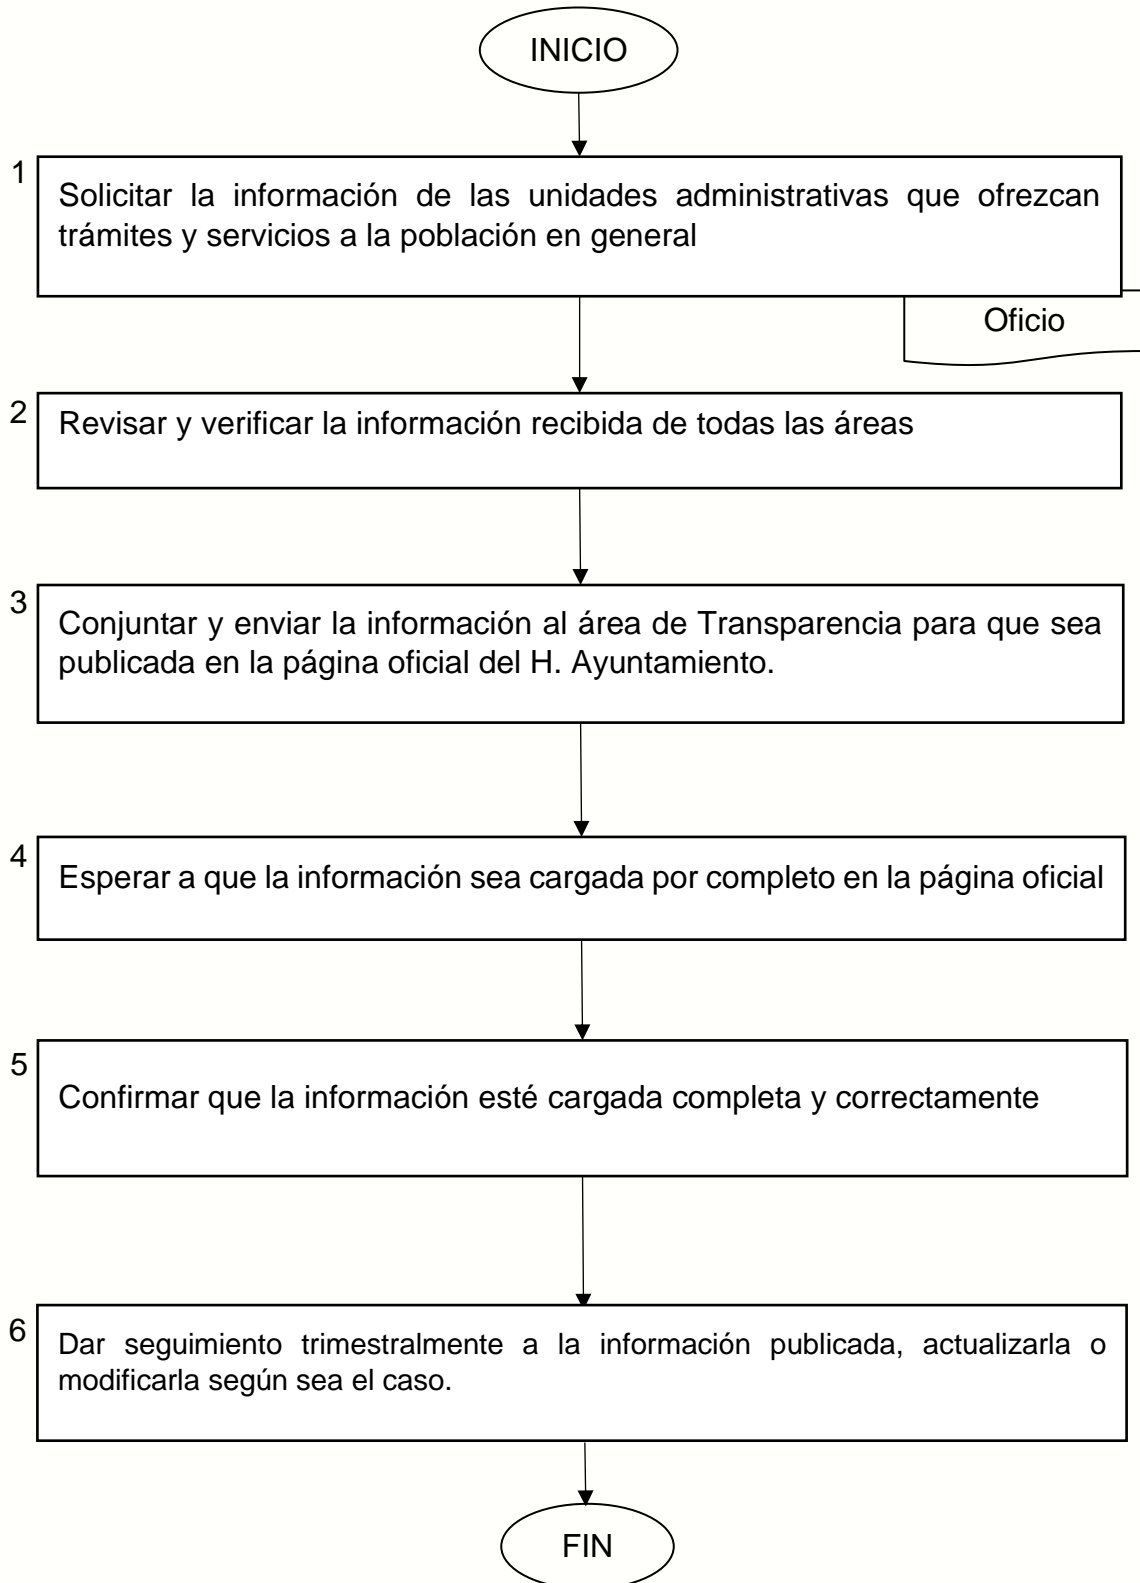 INICIO
1
Solicitar la información de las unidades administrativas que ofrezcan
trámites y servicios a la población en general
Oficio
2
Revisar y verificar la información recibida de todas las áreas
3
Conjuntar y enviar la información al área de Transparencia para que sea
publicada en la página oficial del H. Ayuntamiento.
4
Esperar a que la información sea cargada por completo en la página oficial
5
Confirmar que la información esté cargada completa y correctamente
6
Dar seguimiento trimestralmente a la información publicada, actualizarla o
modificarla según sea el caso.
FIN